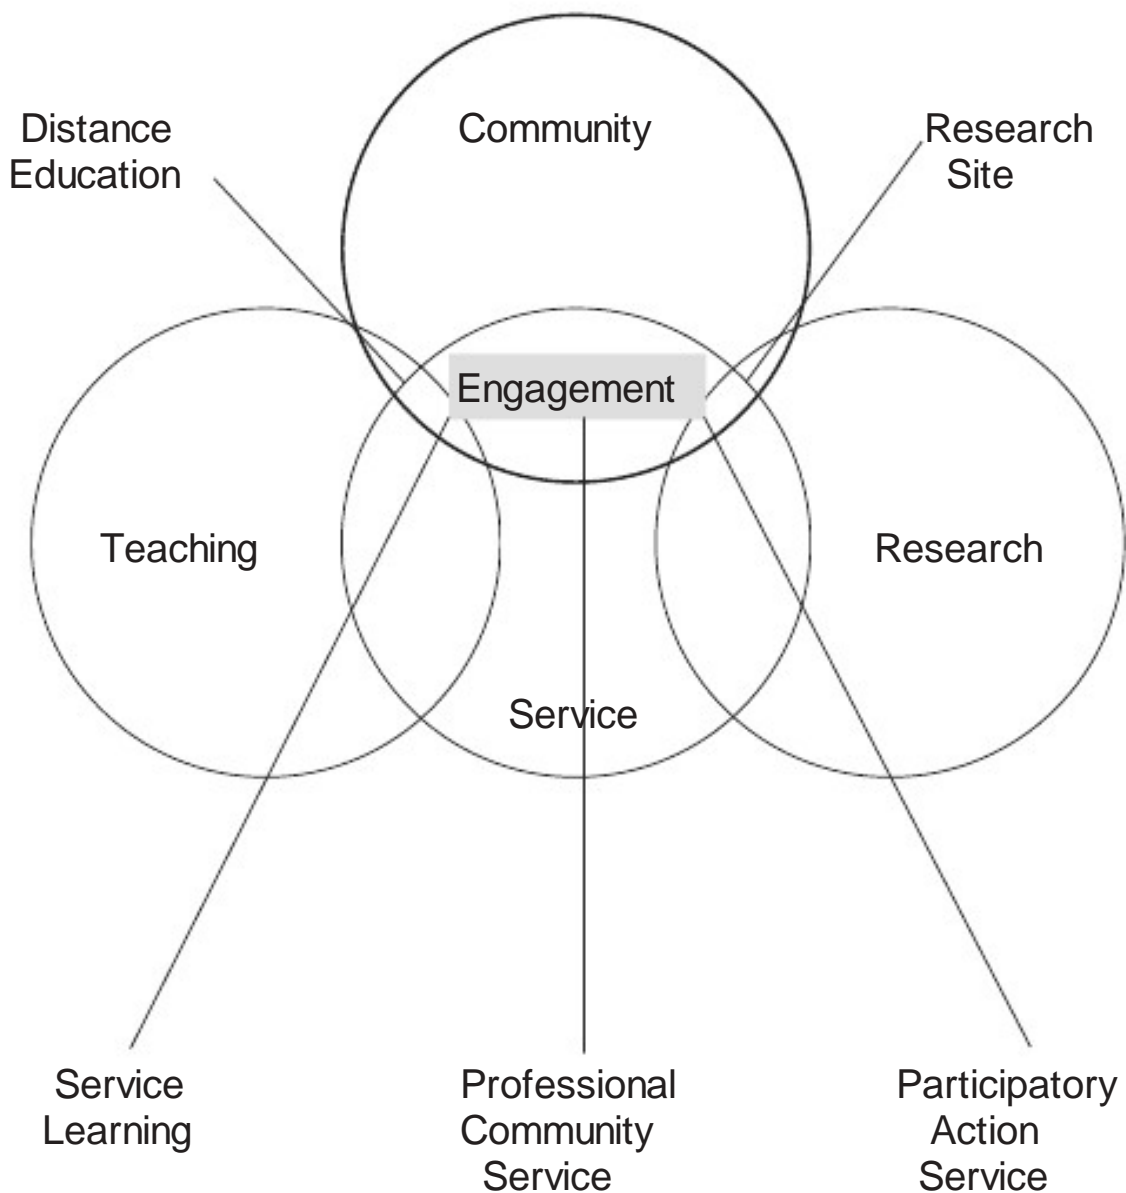 Distance
Education
Community
Research
Site
Engagement
Teaching
Research
Service
Service
Learning
Professional
Community
Service
Participatory
Action
Service